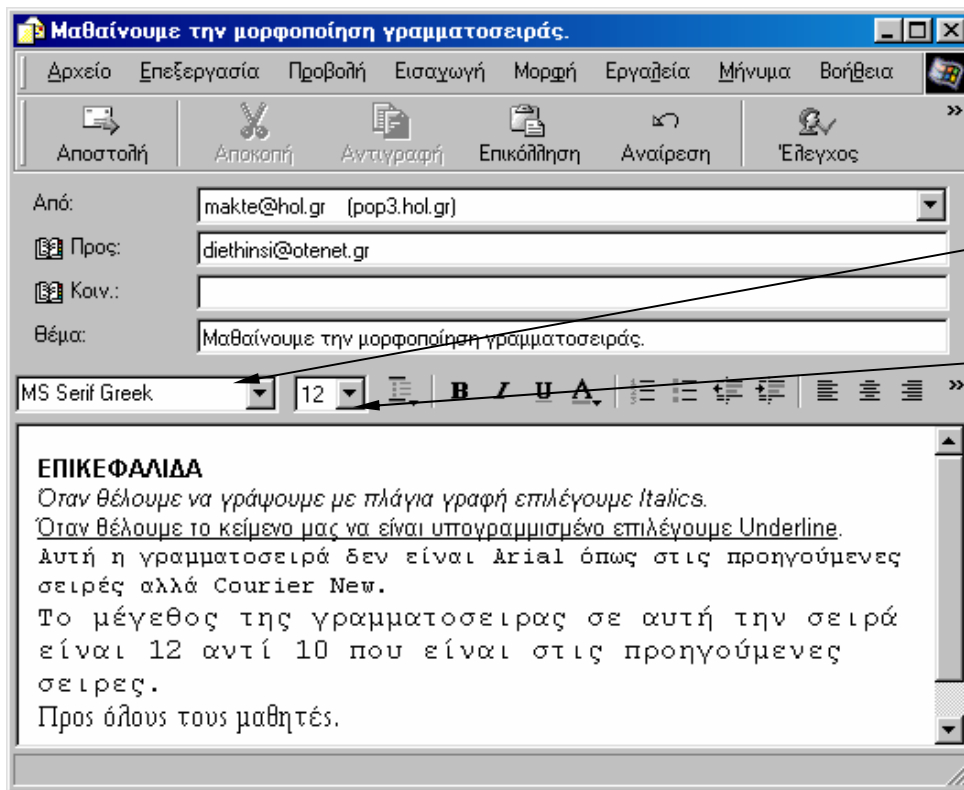 Μαθαίνουμε την μορφοποίηση γραμματοσειράς.
Αρχείο Επεξεργασία Προβολή Εισαγωγή Μορφή Εργαλεία Μήνυμα Βοήθεια
Αποστολή Αποκοπή Αντιγραφή Επικόλληση Αναίρεση Έλεγχος »
Από: makte@hol.gr (pop3.hol.gr)
Προς: diethinsi@otenet.gr
Κοιν.:
Θέμα: Μαθαίνουμε την μορφοποίηση γραμματοσειράς.
MS Serif Greek 12 B I U A »
ΕΠΙΚΕΦΑΛΙΔΑ
Όταν θέλουμε να γράψουμε με πλάγια γραφή επιλέγουμε Italics.
Όταν θέλουμε το κείμενο μας να είναι υπογραμμισμένο επιλέγουμε Underline.
Αυτή η γραμματοσειρά δεν είναι Arial όπως στις προηγούμενες
σειρές αλλά Courier New.
Το μέγεθος της γραμματοσειρας σε αυτή την σειρά
είναι 12 αντί 10 που είναι στις προηγούμενες
σειρες.
Προς όλους τους μαθητές.